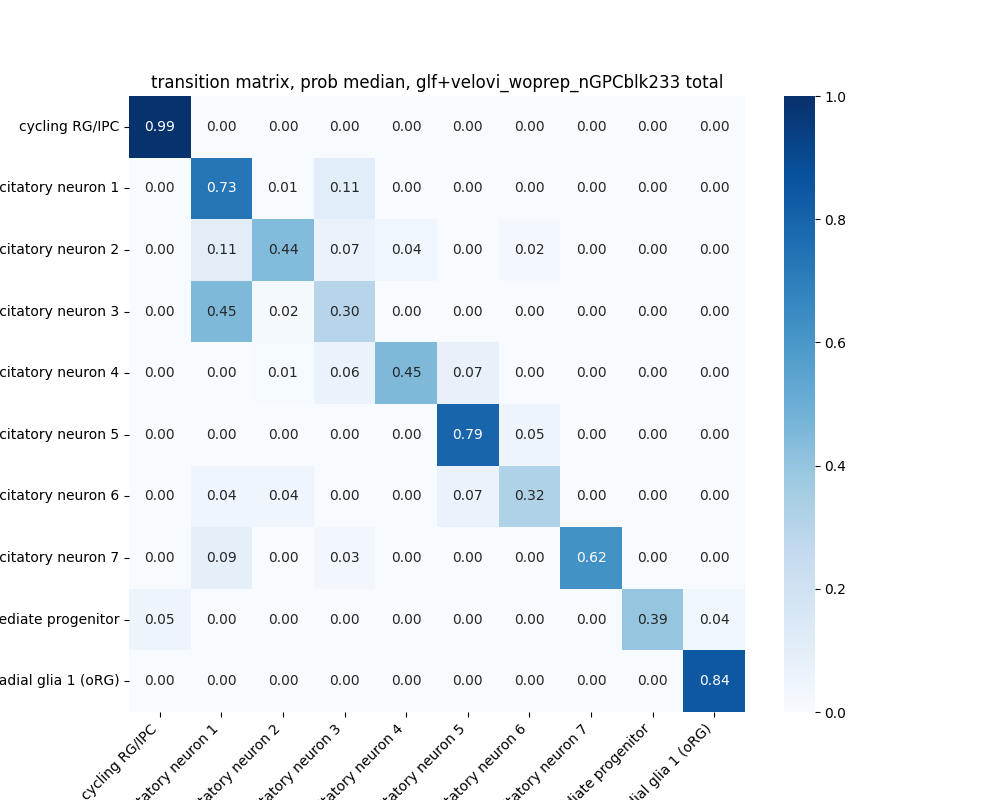 transition matrix, prob median, glf+velovi_woprep_nGPCblk233 total
cycling RG/IPC 0.99 0.00 0.00 0.00 0.00 0.00 0.00 0.00 0.00 0.00
citatory neuron 1 0.00 0.73 0.01 0.11 0.00 0.00 0.00 0.00 0.00 0.00
citatory neuron 2 0.00 0.11 0.44 0.07 0.04 0.00 0.02 0.00 0.00 0.00
citatory neuron 3 0.00 0.45 0.02 0.30 0.00 0.00 0.00 0.00 0.00 0.00
citatory neuron 4 0.00 0.00 0.01 0.06 0.45 0.07 0.00 0.00 0.00 0.00
citatory neuron 5 0.00 0.00 0.00 0.00 0.00 0.79 0.05 0.00 0.00 0.00
citatory neuron 6 0.00 0.04 0.04 0.00 0.00 0.07 0.32 0.00 0.00 0.00
citatory neuron 7 0.00 0.09 0.00 0.03 0.00 0.00 0.00 0.62 0.00 0.00
ediate progenitor 0.05 0.00 0.00 0.00 0.00 0.00 0.00 0.00 0.39 0.04
adial glia 1 (oRG) 0.00 0.00 0.00 0.00 0.00 0.00 0.00 0.00 0.00 0.84
cycling RG/IPC
tatory neuron 1
tatory neuron 2
tatory neuron 3
tatory neuron 4
tatory neuron 5
tatory neuron 6
tatory neuron 7
diate progenitor
dial glia 1 (oRG)
1.0
0.8
0.6
0.4
0.2
0.0